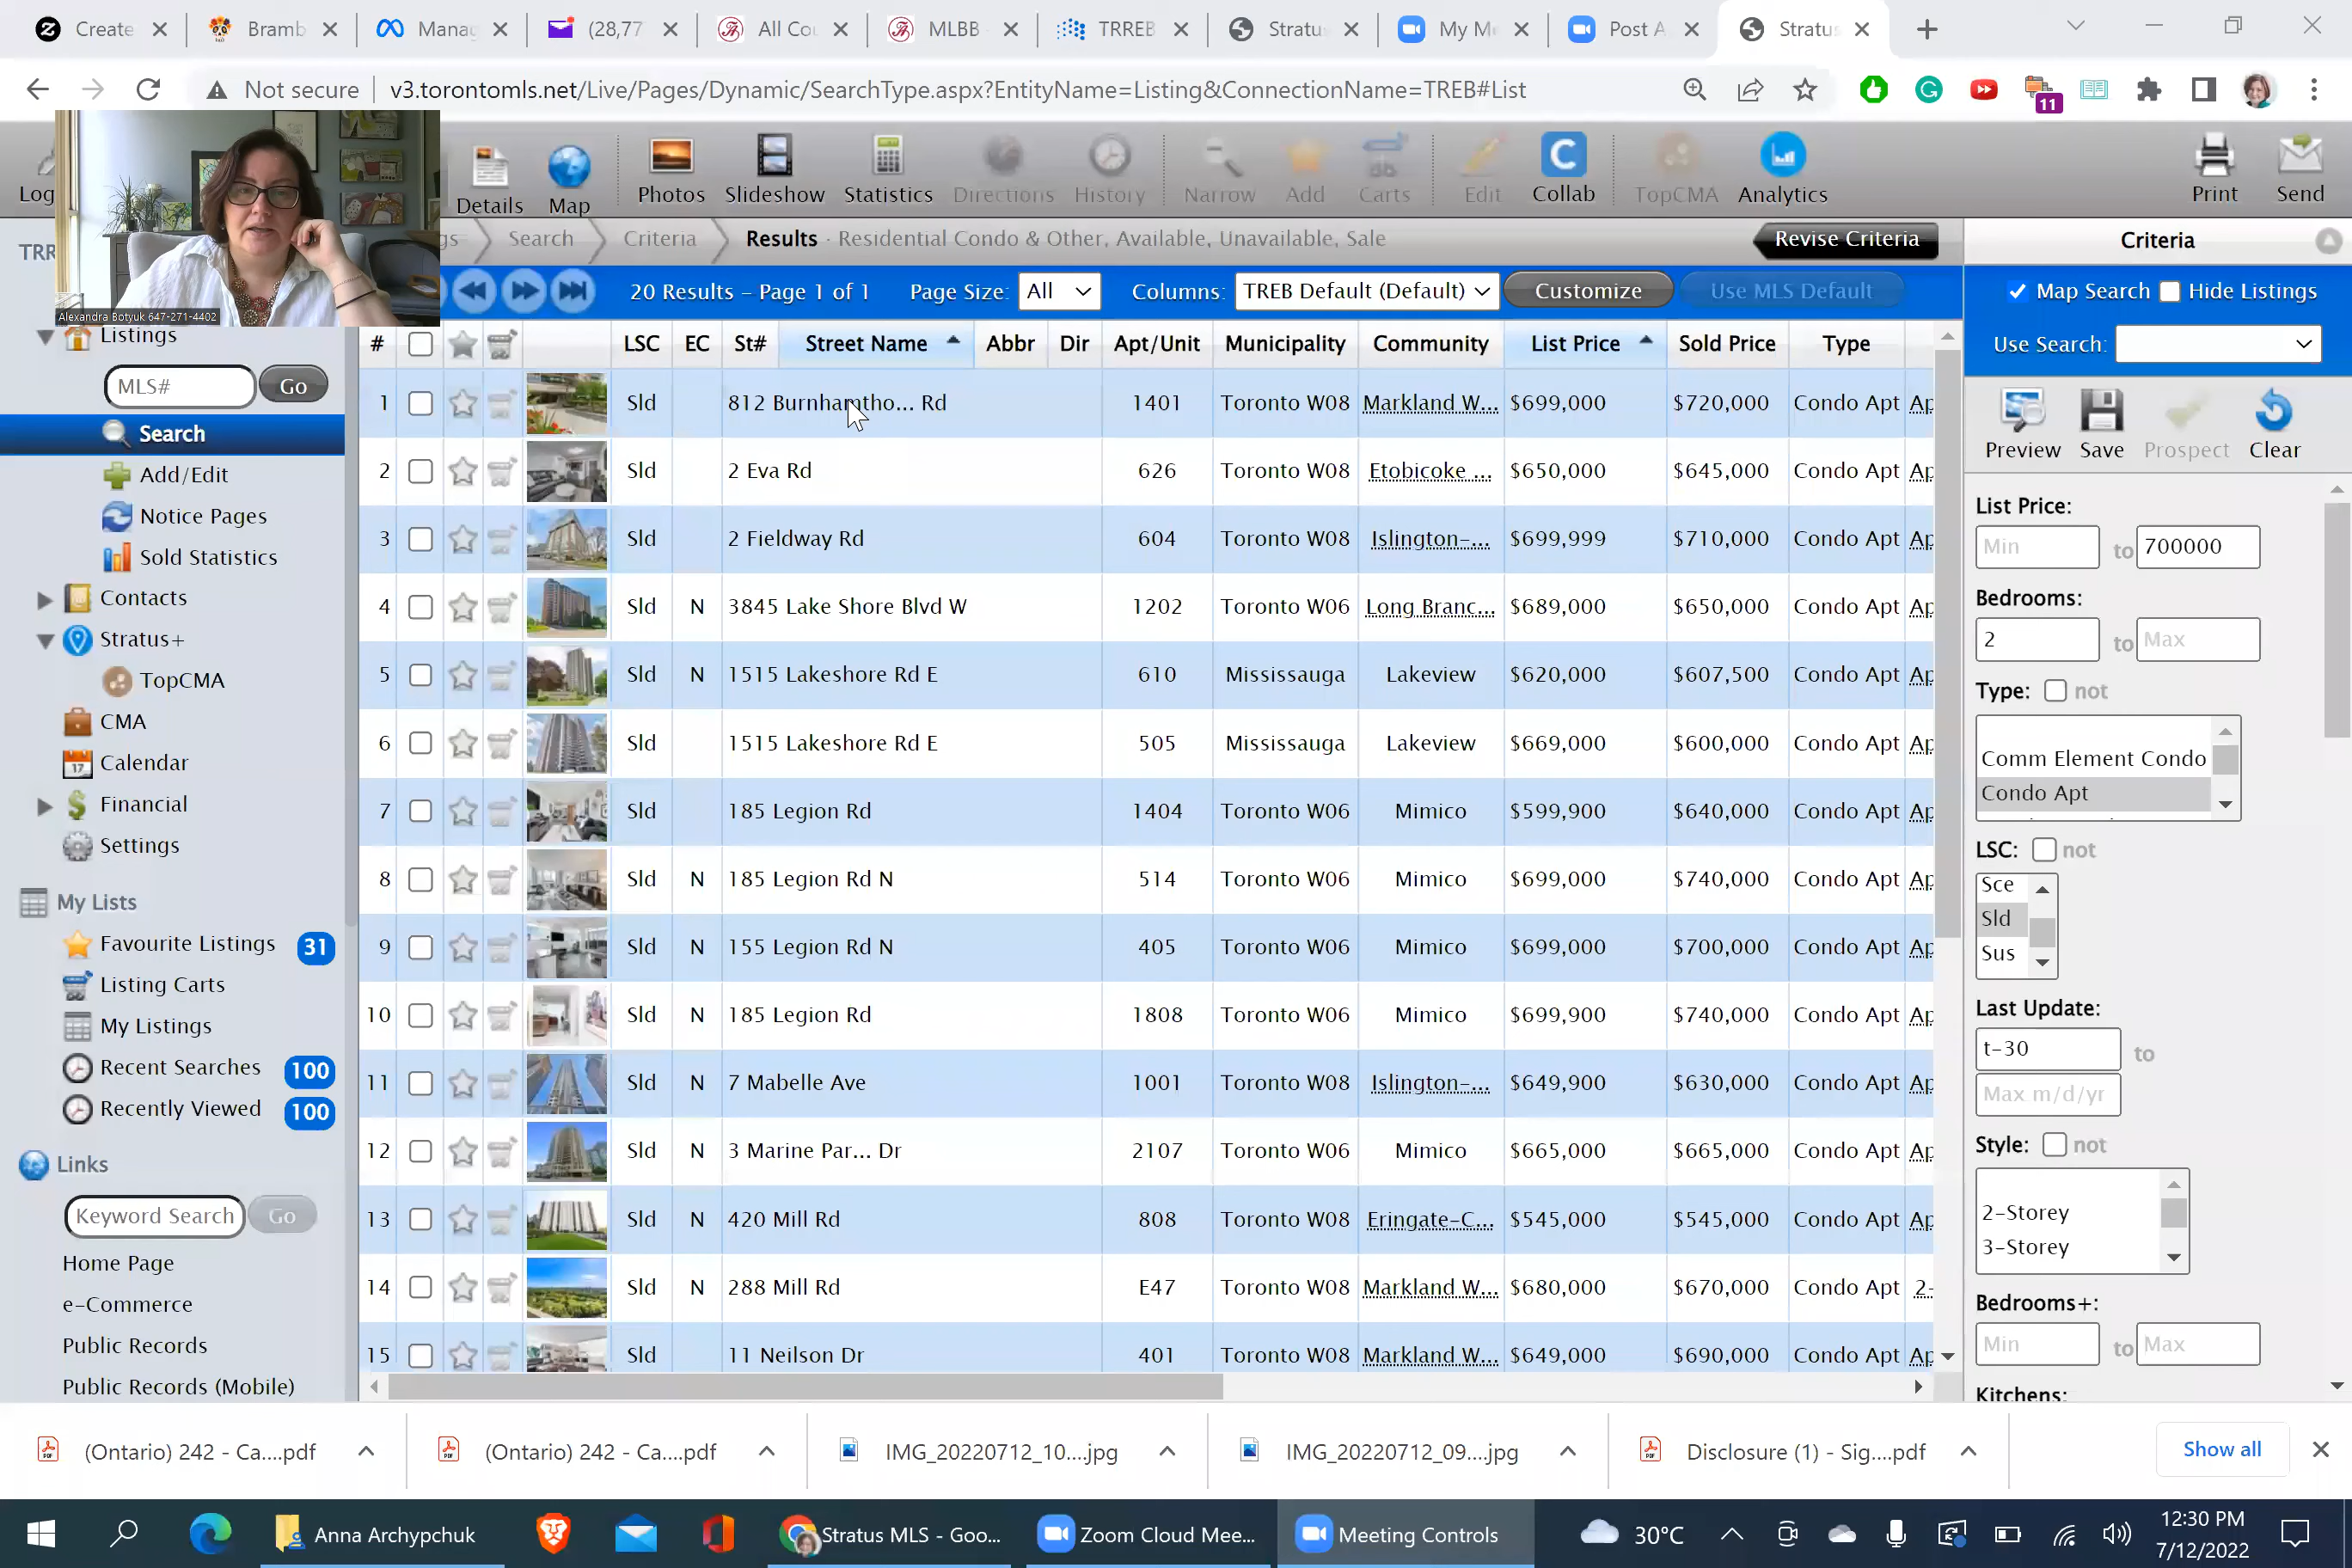 Create
Bramb
Manag
(28,77
All Cou
MLBB
TRREB
Stratus
My Me
Post A
Stratus
Not secure
v3.torontomls.net/Live/Pages/Dynamic/SearchType.aspx?EntityName=Listing&ConnectionName=TREB#List
11
Log
Details
Map
Photos
Slideshow
Statistics
Directions
History
Narrow
Add
Carts
Edit
Collab
TopCMA
Analytics
Print
Send
Alexandra Botyuk 647-271-4402
TRR
gs
Search
Criteria
Results - Residential Condo & Other, Available, Unavailable, Sale
Revise Criteria
Criteria
20 Results - Page 1 of 1
Page Size: All
Columns: TREB Default (Default)
Customize
Use MLS Default
Map Search
Hide Listings
Use Search:
Preview
Save
Prospect
Clear
Listings
MLS#
Go
Search
Add/Edit
Notice Pages
Sold Statistics
Contacts
Stratus+
TopCMA
CMA
Calendar
Financial
Settings
My Lists
Favourite Listings 31
Listing Carts
My Listings
Recent Searches 100
Recently Viewed 100
Links
Keyword Search
Go
Home Page
e-Commerce
Public Records
Public Records (Mobile)
# LSC EC St# Street Name Abbr Dir Apt/Unit Municipality Community List Price Sold Price Type
1 Sld 812 Burnhamtho... Rd 1401 Toronto W08 Markland W... $699,000 $720,000 Condo Apt Ap
2 Sld 2 Eva Rd 626 Toronto W08 Etobicoke ... $650,000 $645,000 Condo Apt Ap
3 Sld 2 Fieldway Rd 604 Toronto W08 Islington-... $699,999 $710,000 Condo Apt Ap
4 Sld N 3845 Lake Shore Blvd W 1202 Toronto W06 Long Branc... $689,000 $650,000 Condo Apt Ap
5 Sld N 1515 Lakeshore Rd E 610 Mississauga Lakeview $620,000 $607,500 Condo Apt Ap
6 Sld 1515 Lakeshore Rd E 505 Mississauga Lakeview $669,000 $600,000 Condo Apt Ap
7 Sld 185 Legion Rd 1404 Toronto W06 Mimico $599,900 $640,000 Condo Apt Ap
8 Sld N 185 Legion Rd N 514 Toronto W06 Mimico $699,000 $740,000 Condo Apt Ap
9 Sld N 155 Legion Rd N 405 Toronto W06 Mimico $699,000 $700,000 Condo Apt Ap
10 Sld N 185 Legion Rd 1808 Toronto W06 Mimico $699,900 $740,000 Condo Apt Ap
11 Sld N 7 Mabelle Ave 1001 Toronto W08 Islington-... $649,900 $630,000 Condo Apt Ap
12 Sld N 3 Marine Par... Dr 2107 Toronto W06 Mimico $665,000 $665,000 Condo Apt Ap
13 Sld N 420 Mill Rd 808 Toronto W08 Eringate-C... $545,000 $545,000 Condo Apt Ap
14 Sld N 288 Mill Rd E47 Toronto W08 Markland W... $680,000 $670,000 Condo Apt 2-
15 Sld 11 Neilson Dr 401 Toronto W08 Markland W... $649,000 $690,000 Condo Apt Ap
List Price:
Min to 700000
Bedrooms:
2 to Max
Type: not
Comm Element Condo
Condo Apt
LSC: not
Sce
Sld
Sus
Last Update:
t-30 to
Max m/d/yr
Style: not
2-Storey
3-Storey
Bedrooms+:
Min to Max
Kitchens:
(Ontario) 242 - Ca....pdf
(Ontario) 242 - Ca....pdf
IMG_20220712_10....jpg
IMG_20220712_09....jpg
Disclosure (1) - Sig....pdf
Show all
Anna Archypchuk
Stratus MLS - Goo...
Zoom Cloud Mee...
Meeting Controls
30°C
12:30 PM
7/12/2022